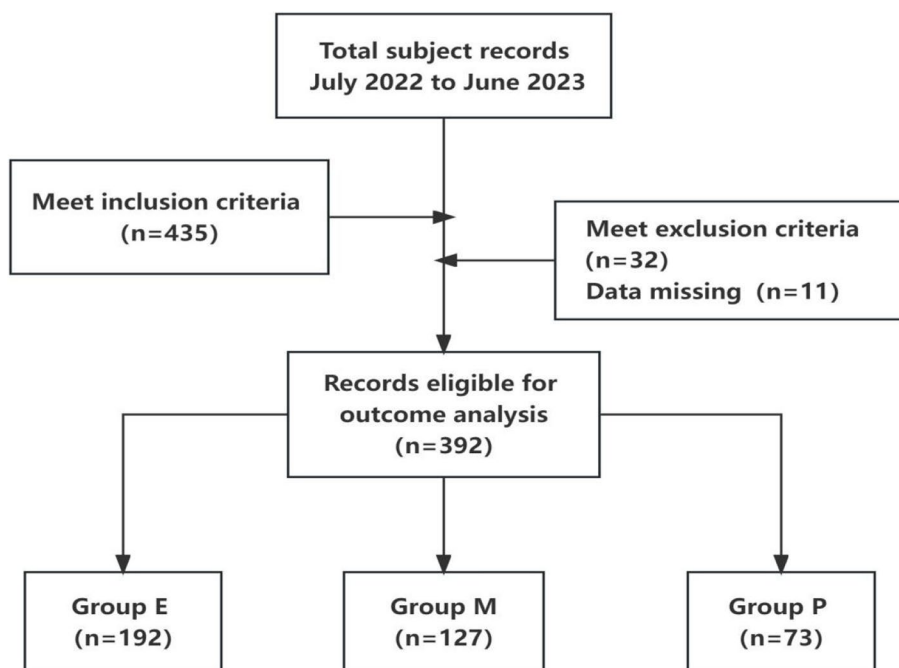 Total subject records
July 2022 to June 2023
Meet inclusion criteria
(n=435)
Meet exclusion criteria
(n=32)
Data missing (n=11)
Records eligible for
outcome analysis
(n=392)
Group E
(n=192)
Group M
(n=127)
Group P
(n=73)